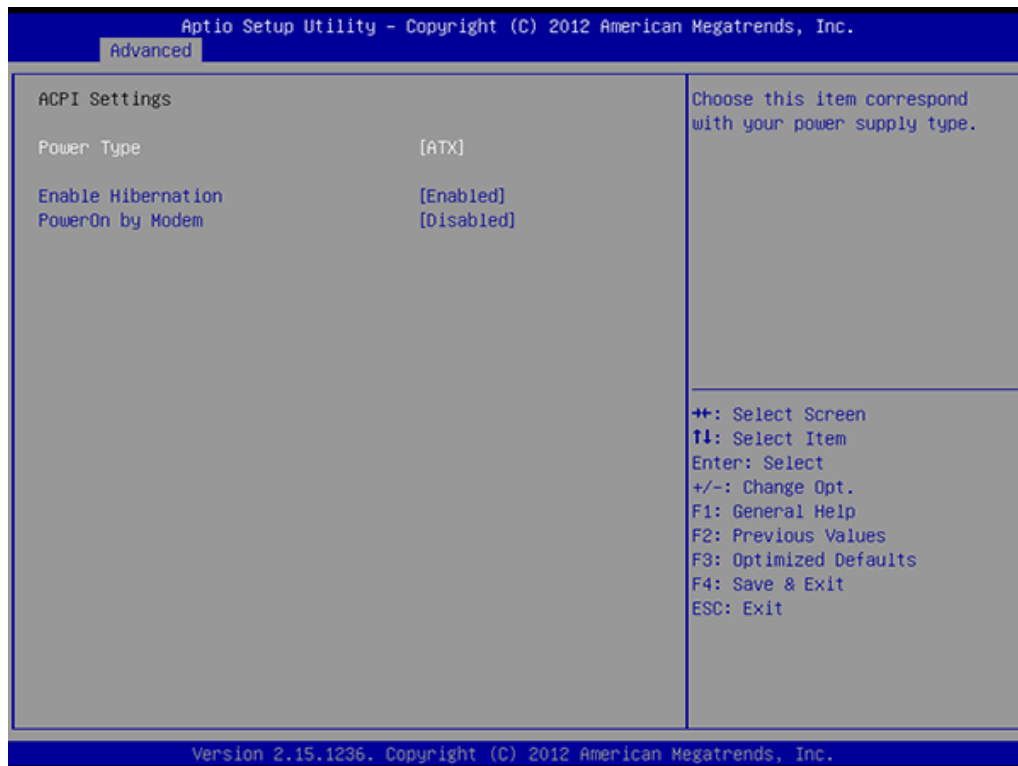 Aptio Setup Utility – Copyright (C) 2012 American Megatrends, Inc.
Advanced
ACPI Settings
Power Type [ATX]
Enable Hibernation [Enabled]
PowerOn by Modem [Disabled]
Choose this item correspond
with your power supply type.
→←: Select Screen
↑↓: Select Item
Enter: Select
+/-: Change Opt.
F1: General Help
F2: Previous Values
F3: Optimized Defaults
F4: Save & Exit
ESC: Exit
Version 2.15.1236. Copyright (C) 2012 American Megatrends, Inc.